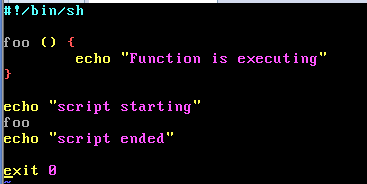 #!/bin/sh
foo () {
        echo "Function is executing"
}
echo "script starting"
foo
echo "script ended"
exit 0
~